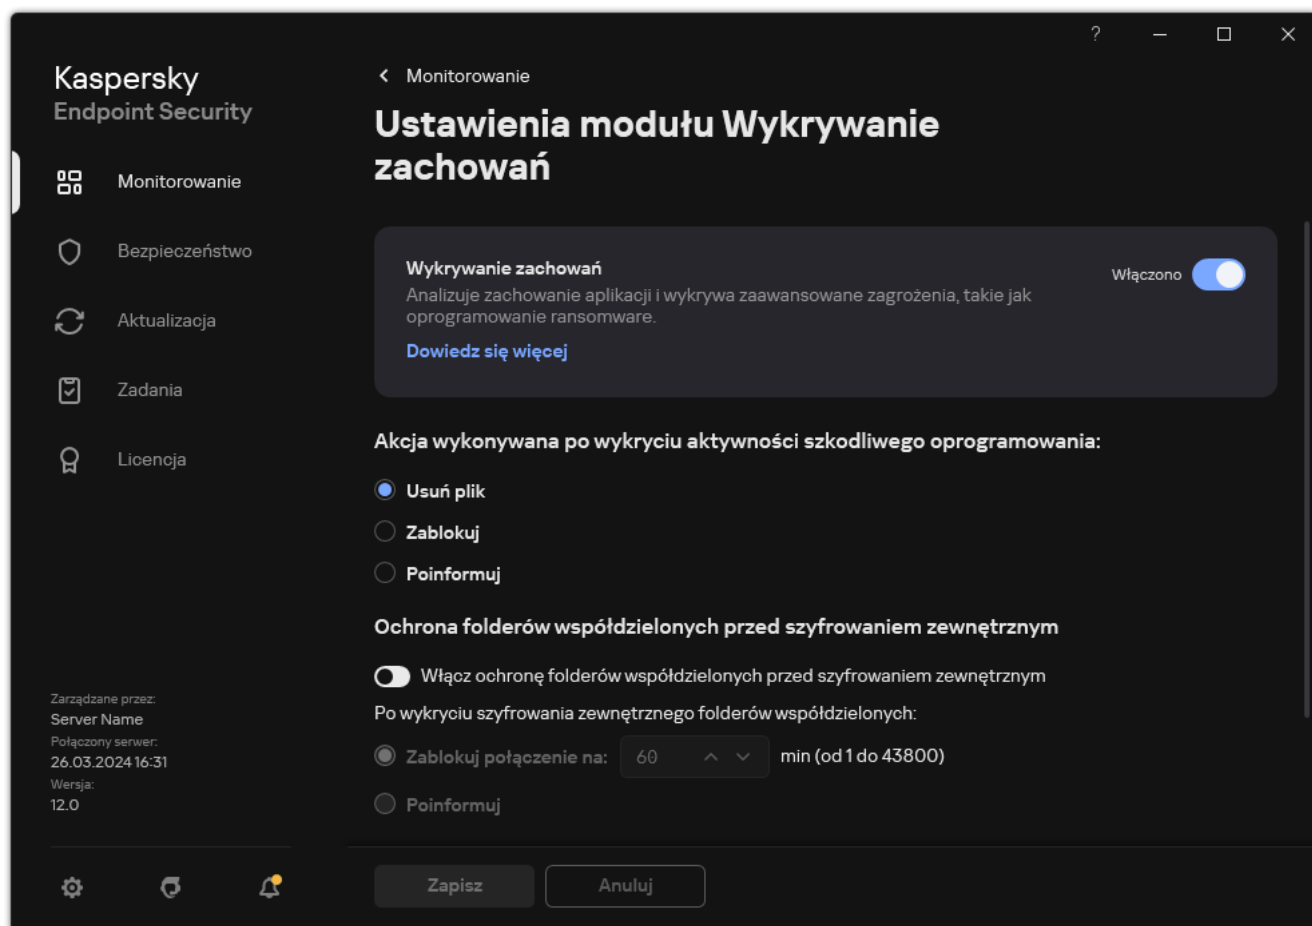 ?
Kaspersky
Endpoint Security
Monitorowanie
Bezpieczeństwo
Aktualizacja
Zadania
Licencja
Zarządzane przez:
Server Name
Połączony serwer:
26.03.2024 16:31
Wersja:
12.0
Monitorowanie
Ustawienia modułu Wykrywanie
zachowań
Wykrywanie zachowań
Włączono
Analizuje zachowanie aplikacji i wykrywa zaawansowane zagrożenia, takie jak
oprogramowanie ransomware.
Dowiedz się więcej
Akcja wykonywana po wykryciu aktywności szkodliwego oprogramowania:
Usuń plik
Zablokuj
Poinformuj
Ochrona folderów współdzielonych przed szyfrowaniem zewnętrznym
Włącz ochronę folderów współdzielonych przed szyfrowaniem zewnętrznym
Po wykryciu szyfrowania zewnętrznego folderów współdzielonych:
Zablokuj połączenie na: 60 min (od 1 do 43800)
Poinformuj
Zapisz
Anuluj